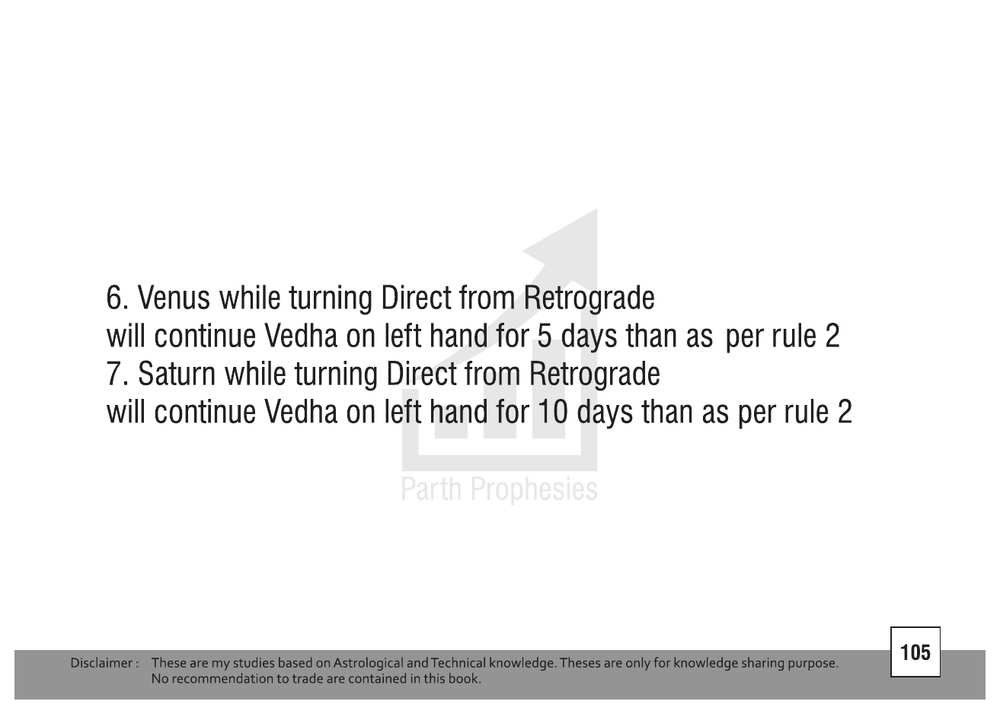 6. Venus while turning Direct from Retrograde
will continue Vedha on left hand for 5 days than as per rule 2
7. Saturn while turning Direct from Retrograde
will continue Vedha on left hand for 10 days than as per rule 2
Parth Prophesies
105
Disclaimer : These are my studies based on Astrological and Technical knowledge. Theses are only for knowledge sharing purpose.
No recommendation to trade are contained in this book.